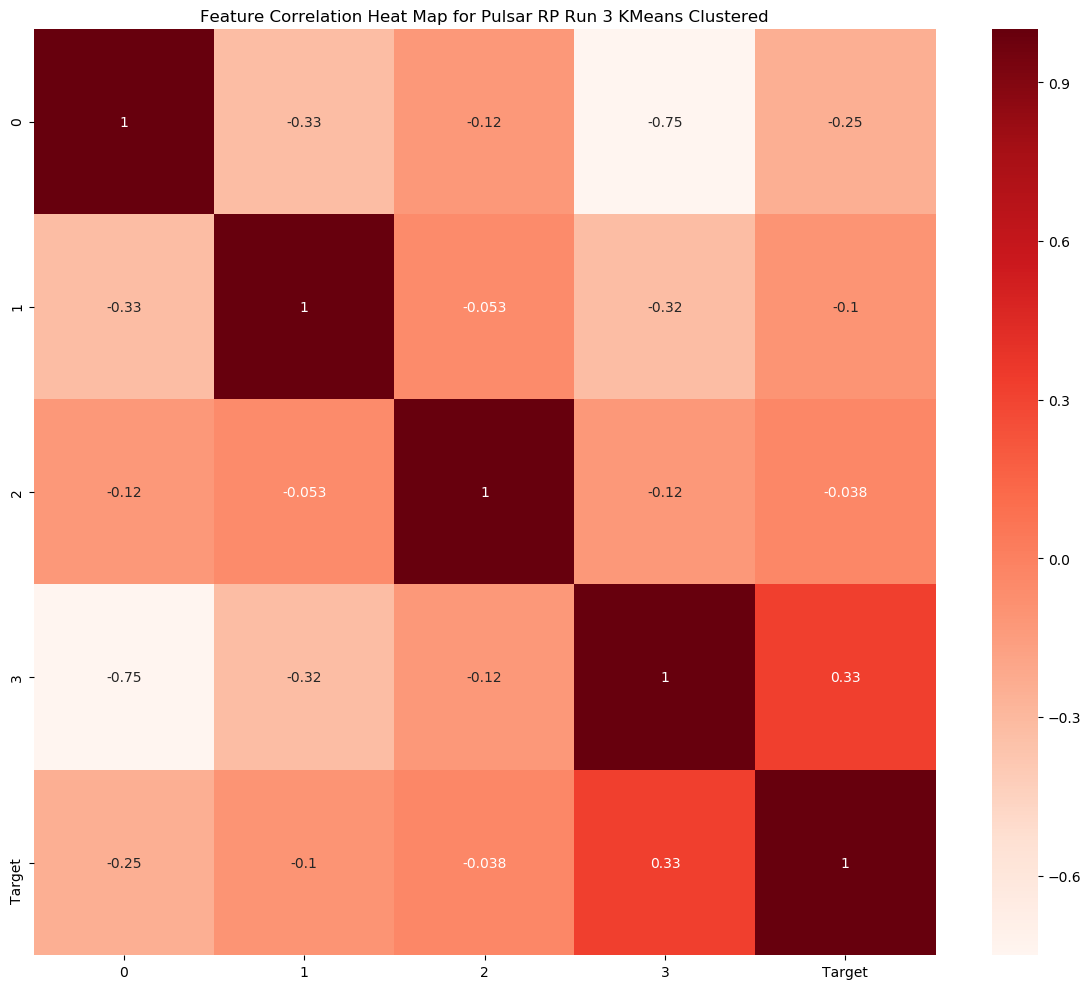 Feature Correlation Heat Map for Pulsar RP Run 3 KMeans Clustered
0 1 -0.33 -0.12 -0.75 -0.25
1 -0.33 1 -0.053 -0.32 -0.1
2 -0.12 -0.053 1 -0.12 -0.038
3 -0.75 -0.32 -0.12 1 0.33
Target -0.25 -0.1 -0.038 0.33 1
0 1 2 3 Target
0.9
0.6
0.3
0.0
−0.3
−0.6